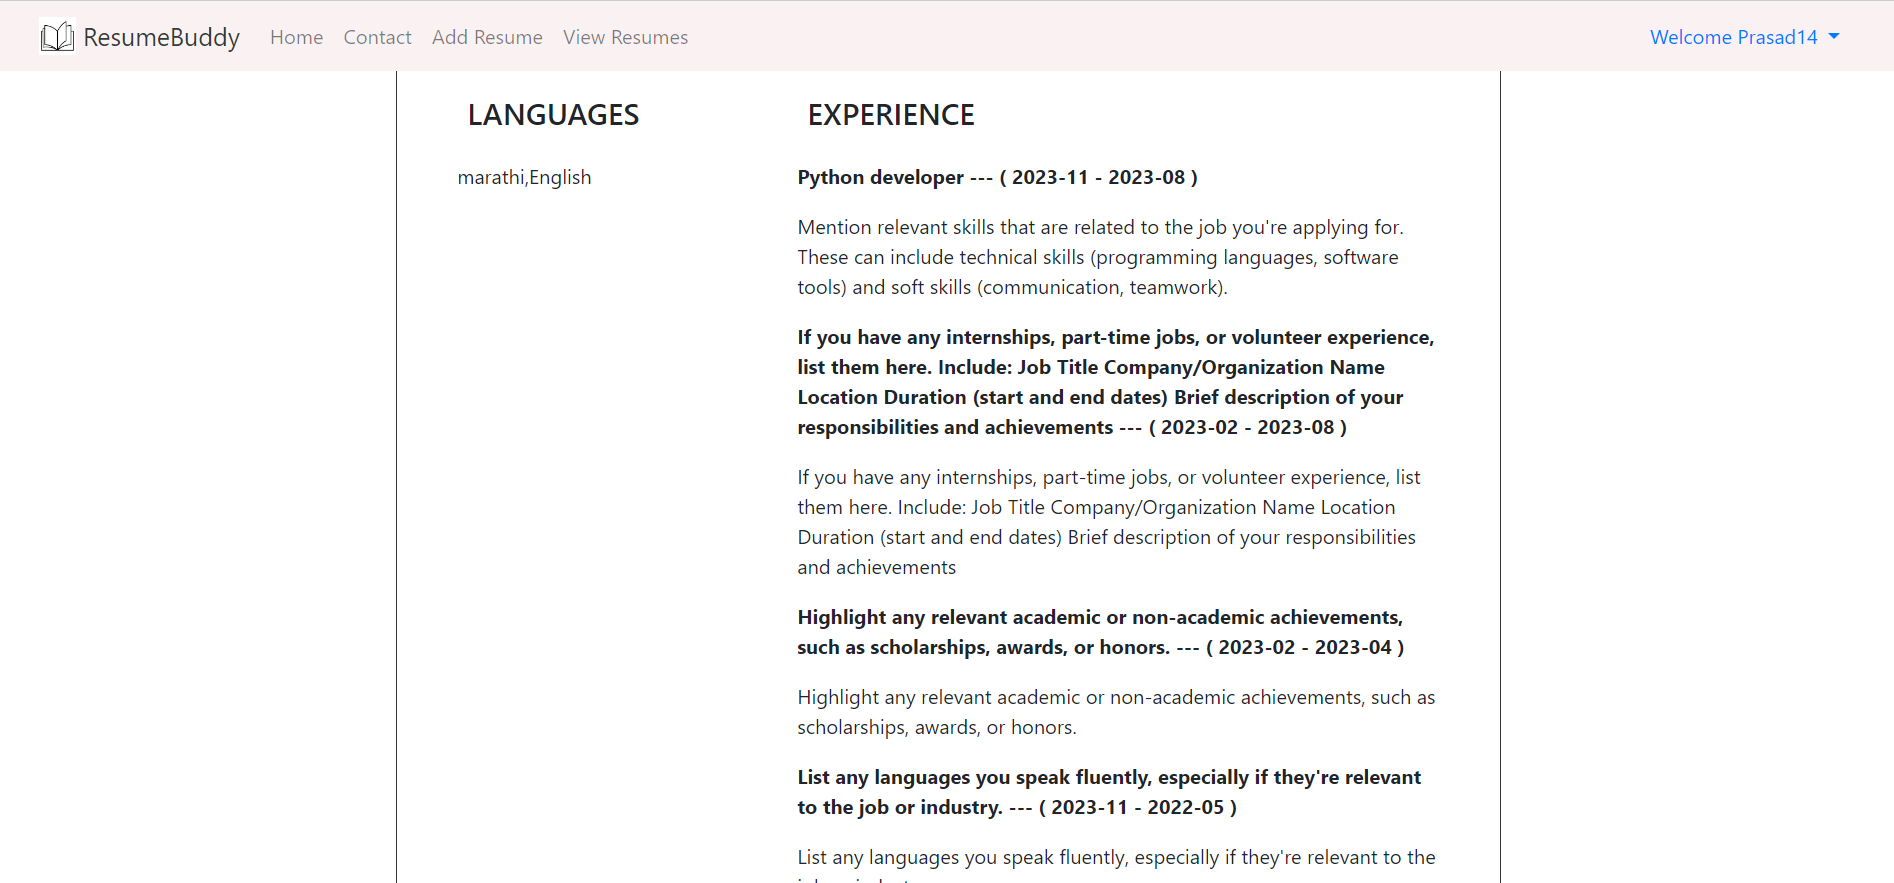 ResumeBuddy Home Contact Add Resume View Resumes Welcome Prasad14
LANGUAGES
marathi,English
EXPERIENCE
Python developer --- ( 2023-11 - 2023-08 )
Mention relevant skills that are related to the job you're applying for.
These can include technical skills (programming languages, software
tools) and soft skills (communication, teamwork).
If you have any internships, part-time jobs, or volunteer experience,
list them here. Include: Job Title Company/Organization Name
Location Duration (start and end dates) Brief description of your
responsibilities and achievements --- ( 2023-02 - 2023-08 )
If you have any internships, part-time jobs, or volunteer experience, list
them here. Include: Job Title Company/Organization Name Location
Duration (start and end dates) Brief description of your responsibilities
and achievements
Highlight any relevant academic or non-academic achievements,
such as scholarships, awards, or honors. --- ( 2023-02 - 2023-04 )
Highlight any relevant academic or non-academic achievements, such as
scholarships, awards, or honors.
List any languages you speak fluently, especially if they're relevant
to the job or industry. --- ( 2023-11 - 2022-05 )
List any languages you speak fluently, especially if they're relevant to the